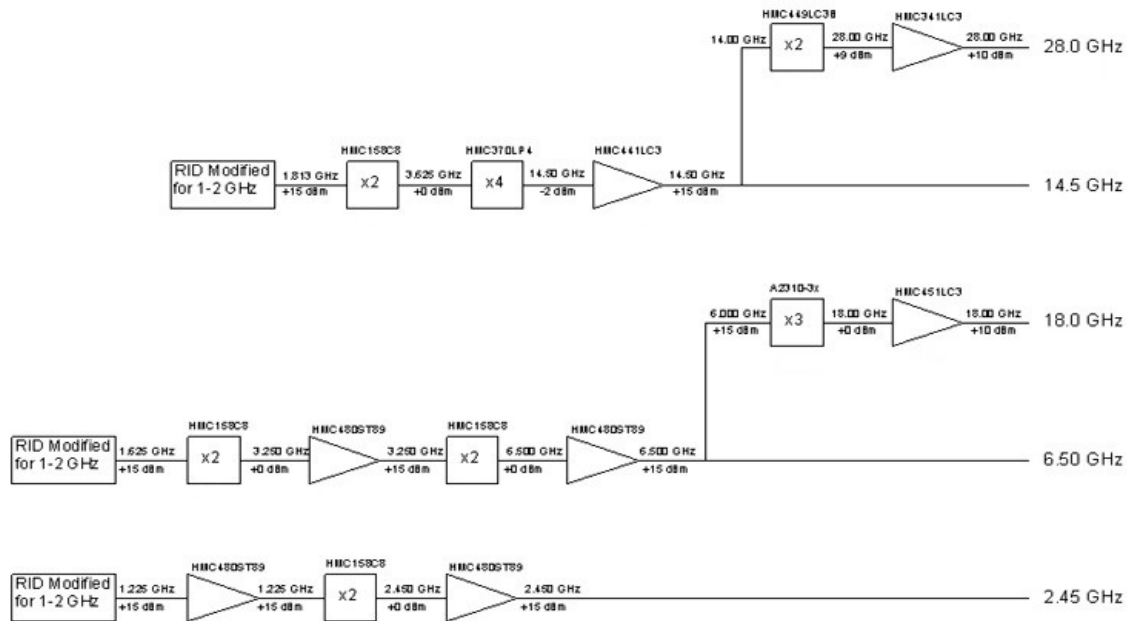 HMC449LC3B
HMC341LC3
14.00 GHz
x2
28.00 GHz
+9 dBm
28.00 GHz
+10 dBm
28.0 GHz
RID Modified
for 1-2 GHz
1.813 GHz
+15 dBm
HMC158C8
x2
3.625 GHz
+0 dBm
HMC370LP4
x4
14.50 GHz
-2 dBm
HMC441LC3
14.50 GHz
+15 dBm
14.5 GHz
6.000 GHz
+15 dBm
A2310-3x
x3
18.00 GHz
+0 dBm
HMC451LC3
18.00 GHz
+10 dBm
18.0 GHz
RID Modified
for 1-2 GHz
1.625 GHz
+15 dBm
HMC158C8
x2
3.250 GHz
+0 dBm
HMC480ST89
3.250 GHz
+15 dBm
HMC158C8
x2
6.500 GHz
+0 dBm
HMC480ST89
6.500 GHz
+15 dBm
6.50 GHz
RID Modified
for 1-2 GHz
1.225 GHz
+15 dBm
HMC480ST89
1.225 GHz
+15 dBm
HMC158C8
x2
2.450 GHz
+0 dBm
HMC480ST89
2.450 GHz
+15 dBm
2.45 GHz